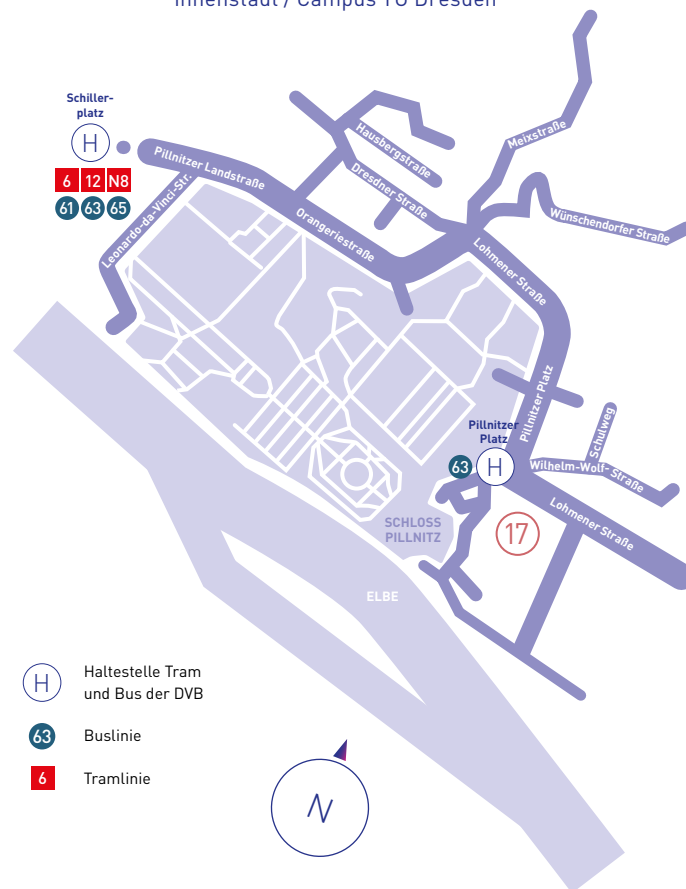 Innenstadt / Campus TU Dresden
Schiller-
platz
H
6 12 N8
61 63 65
Pillnitzer Landstraße
Leonardo-da-Vinci-Str.
Orangeriestraße
Hausbergstraße
Dresdner Straße
Meixstraße
Wünschendorfer Straße
Lohmener Straße
Pillnitzer Platz
Schulweg
Pillnitzer
Platz
63 H
Wilhelm-Wolf- Straße
Lohmener Straße
SCHLOSS
PILLNITZ
17
ELBE
H Haltestelle Tram
und Bus der DVB
63 Buslinie
6 Tramlinie
N